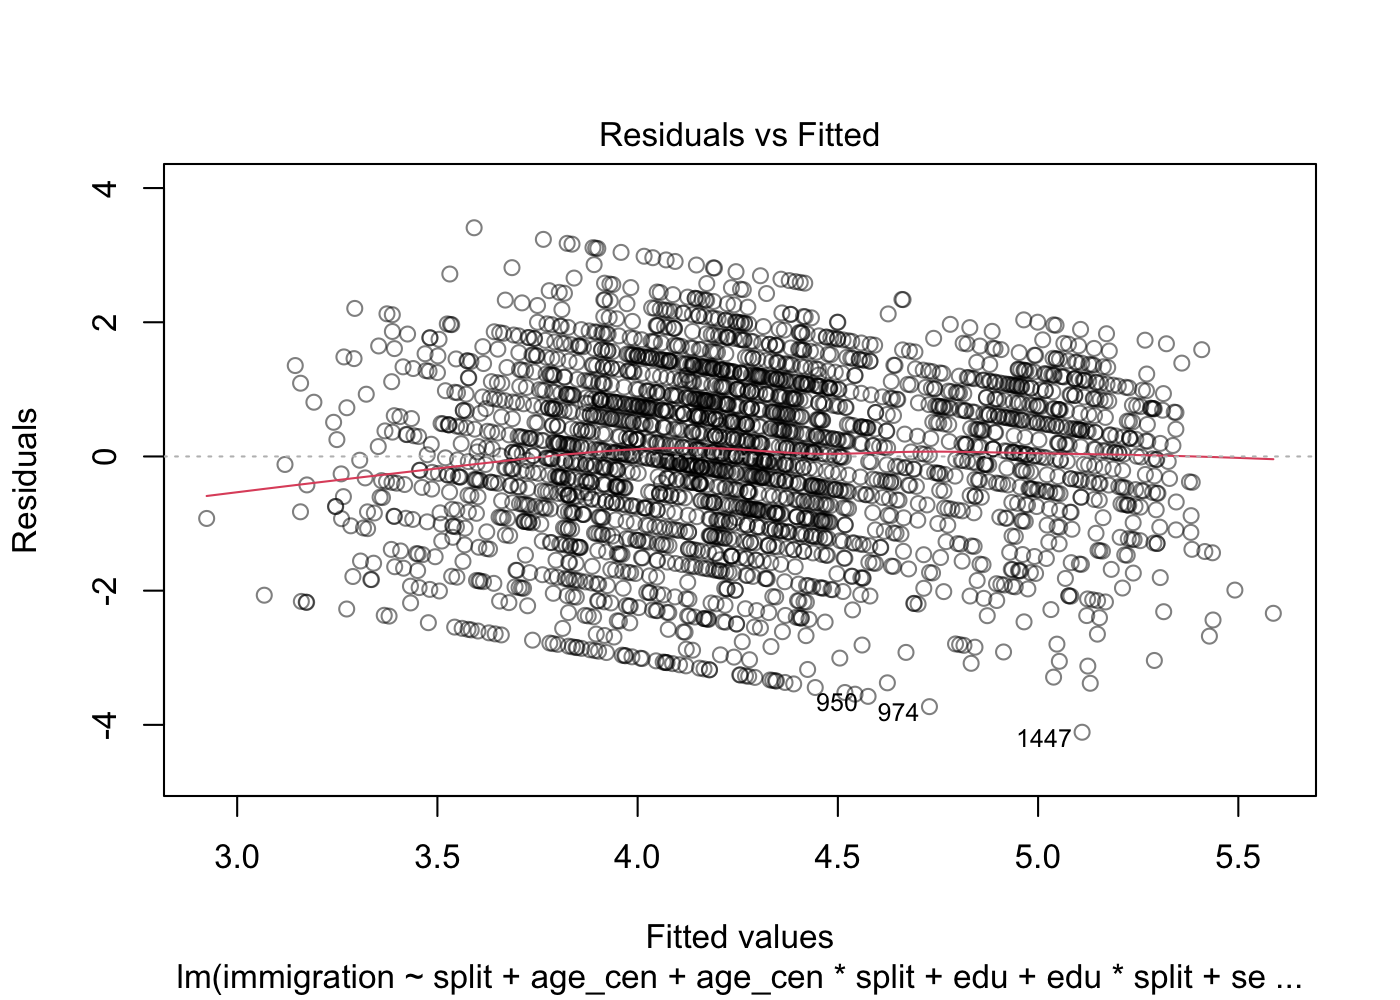 Residuals vs Fitted
Residuals
4
2
0
-2
-4
950
974
1447
3.0 3.5 4.0 4.5 5.0 5.5
Fitted values
lm(immigration ~ split + age_cen + age_cen * split + edu + edu * split + se ...